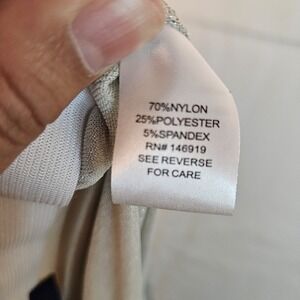 70%NYLON
25%POLYESTER
5%SPANDEX
RN# 146919
SEE REVERSE
FOR CARE